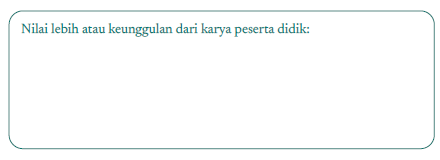 Nilai lebih atau keunggulan dari karya peserta didik: